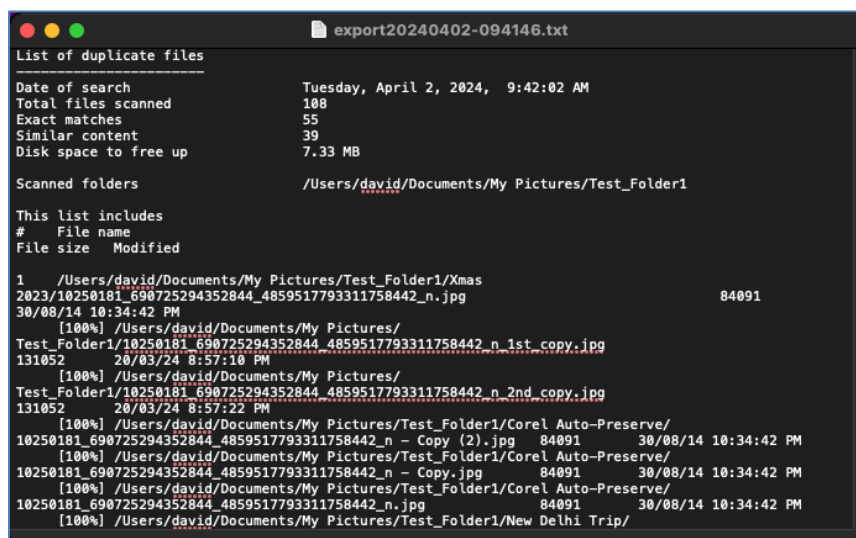 export20240402-094146.txt
List of duplicate files
------------------------
Date of search Tuesday, April 2, 2024, 9:42:02 AM
Total files scanned 108
Exact matches 55
Similar content 39
Disk space to free up 7.33 MB
Scanned folders /Users/david/Documents/My Pictures/Test_Folder1
This list includes
# File name
File size Modified
1 /Users/david/Documents/My Pictures/Test_Folder1/Xmas
2023/10250181_690725294352844_4859517793311758442_n.jpg 84091
30/08/14 10:34:42 PM
[100%] /Users/david/Documents/My Pictures/
Test_Folder1/10250181_690725294352844_4859517793311758442_n_1st_copy.jpg
131052 20/03/24 8:57:10 PM
[100%] /Users/david/Documents/My Pictures/
Test_Folder1/10250181_690725294352844_4859517793311758442_n_2nd_copy.jpg
131052 20/03/24 8:57:22 PM
[100%] /Users/david/Documents/My Pictures/Test_Folder1/Corel Auto-Preserve/
10250181_690725294352844_4859517793311758442_n - Copy (2).jpg 84091 30/08/14 10:34:42 PM
[100%] /Users/david/Documents/My Pictures/Test_Folder1/Corel Auto-Preserve/
10250181_690725294352844_4859517793311758442_n - Copy.jpg 84091 30/08/14 10:34:42 PM
[100%] /Users/david/Documents/My Pictures/Test_Folder1/Corel Auto-Preserve/
10250181_690725294352844_4859517793311758442_n.jpg 84091 30/08/14 10:34:42 PM
[100%] /Users/david/Documents/My Pictures/Test_Folder1/New Delhi Trip/